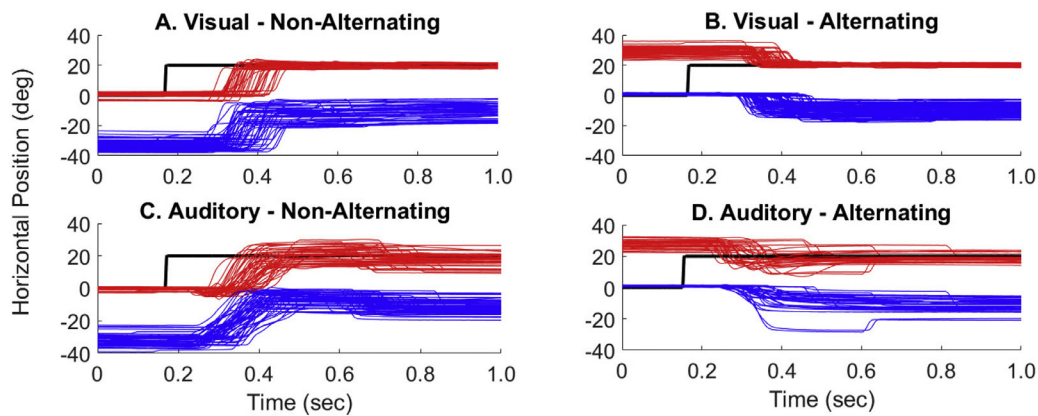 A. Visual - Non-Alternating
B. Visual - Alternating
40
20
0
-20
-40
0 0.2 0.4 0.6 0.8 1.0
40
20
0
-20
-40
0 0.2 0.4 0.6 0.8 1.0
C. Auditory - Non-Alternating
D. Auditory - Alternating
40
20
0
-20
-40
0 0.2 0.4 0.6 0.8 1.0
40
20
0
-20
-40
0 0.2 0.4 0.6 0.8 1.0
Horizontal Position (deg)
Time (sec)
Time (sec)